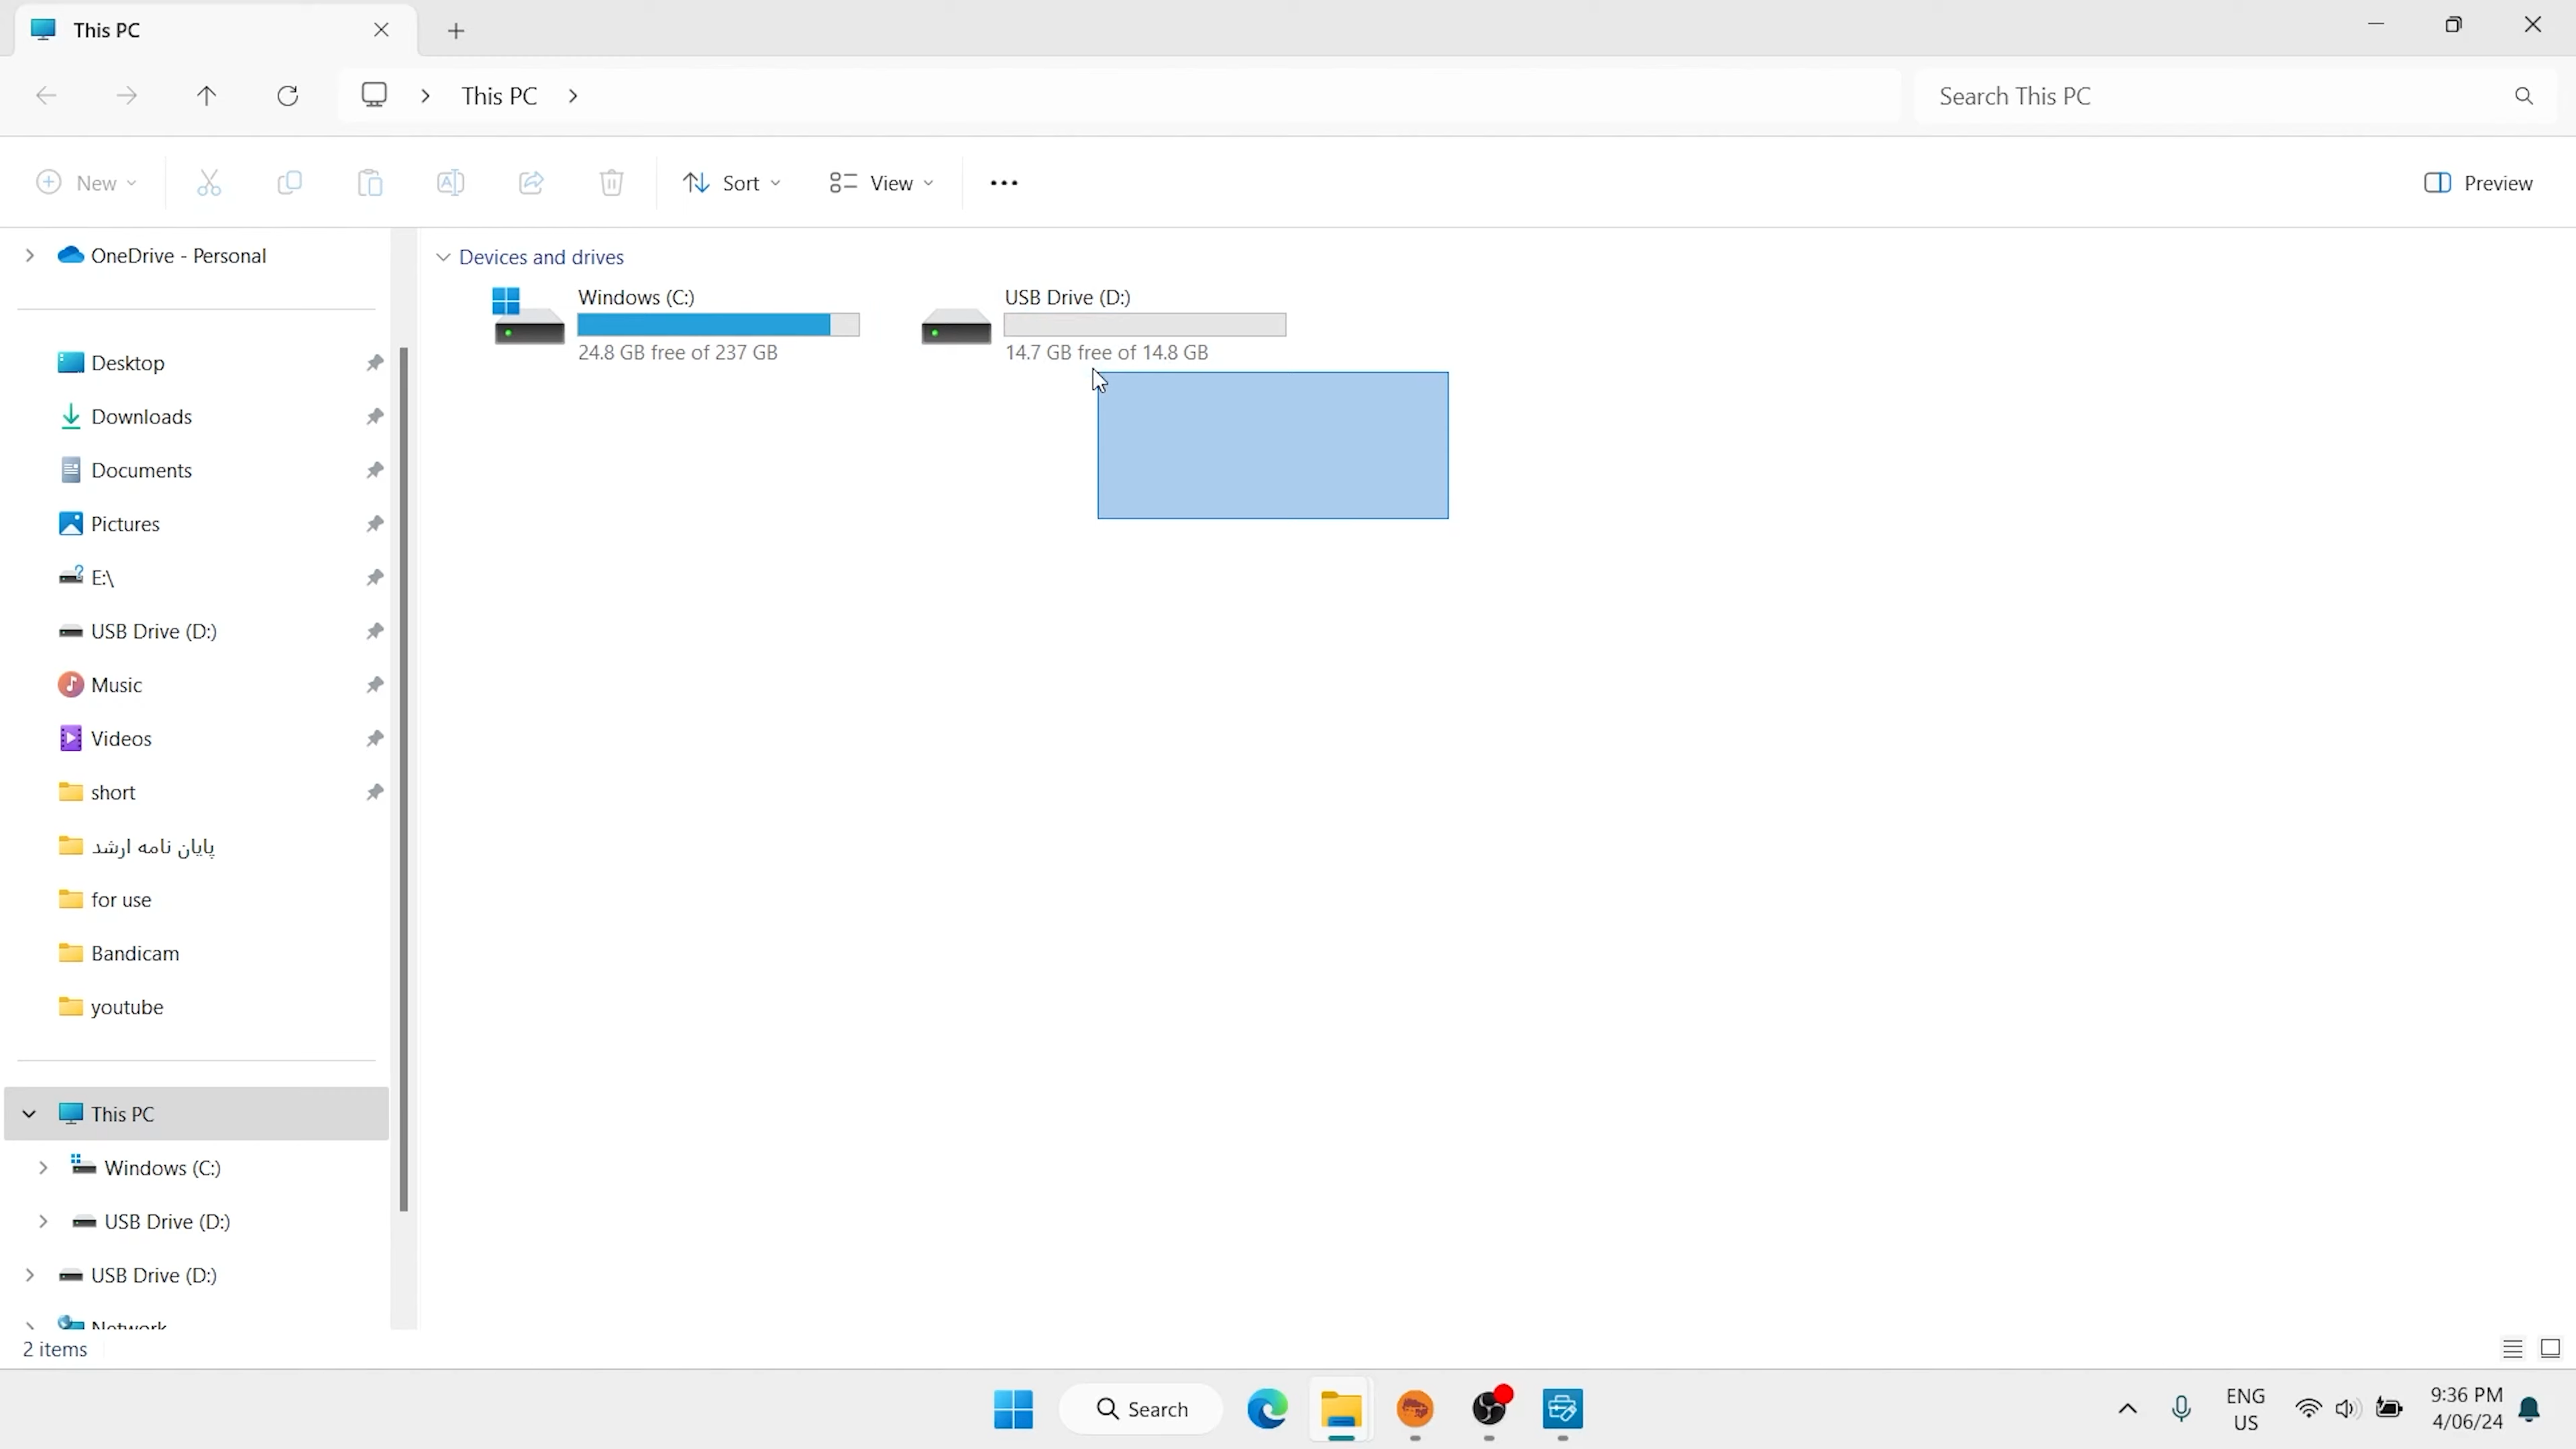 This PC
This PC
Search This PC
New
Sort
View
Preview
OneDrive - Personal
Desktop
Downloads
Documents
Pictures
E:\
USB Drive (D:)
Music
Videos
short
پایان نامه ارشد
for use
Bandicam
youtube
This PC
Windows (C:)
USB Drive (D:)
USB Drive (D:)
Network
2 items
Devices and drives
Windows (C:)
24.8 GB free of 237 GB
USB Drive (D:)
14.7 GB free of 14.8 GB
Search
ENG
US
9:36 PM
4/06/24